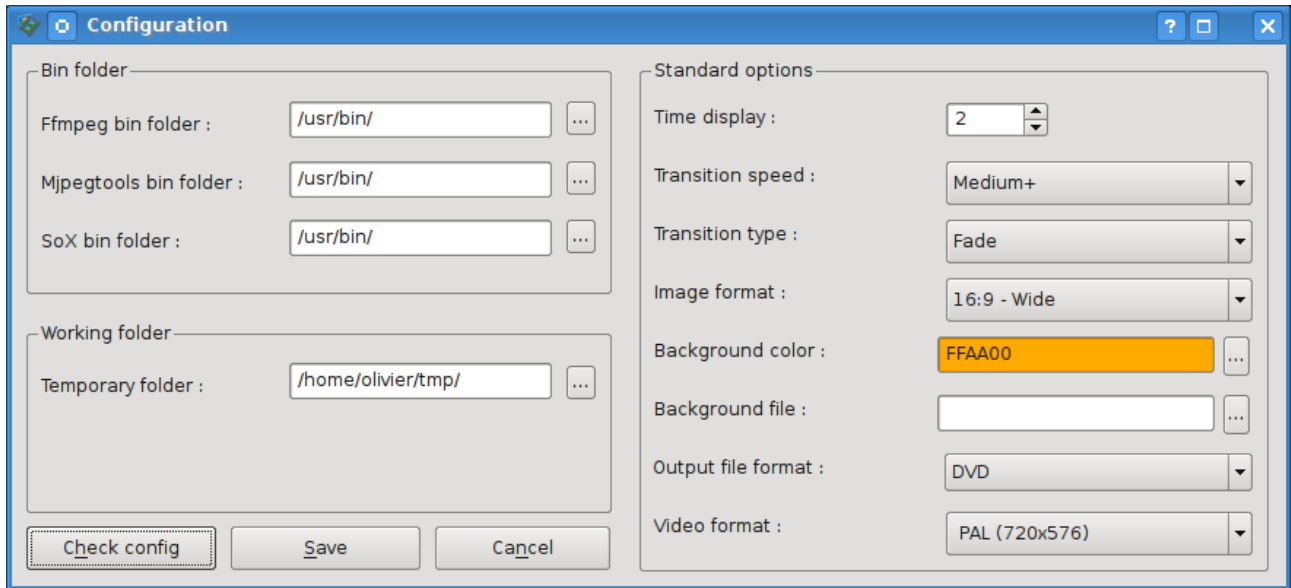 Configuration
Bin folder
Ffmpeg bin folder : /usr/bin/ ...
Mjpegtools bin folder : /usr/bin/ ...
SoX bin folder : /usr/bin/ ...
Working folder
Temporary folder : /home/olivier/tmp/ ...
Check config Save Cancel
Standard options
Time display : 2
Transition speed : Medium+
Transition type : Fade
Image format : 16:9 - Wide
Background color : FFAA00 ...
Background file : ...
Output file format : DVD
Video format : PAL (720x576)